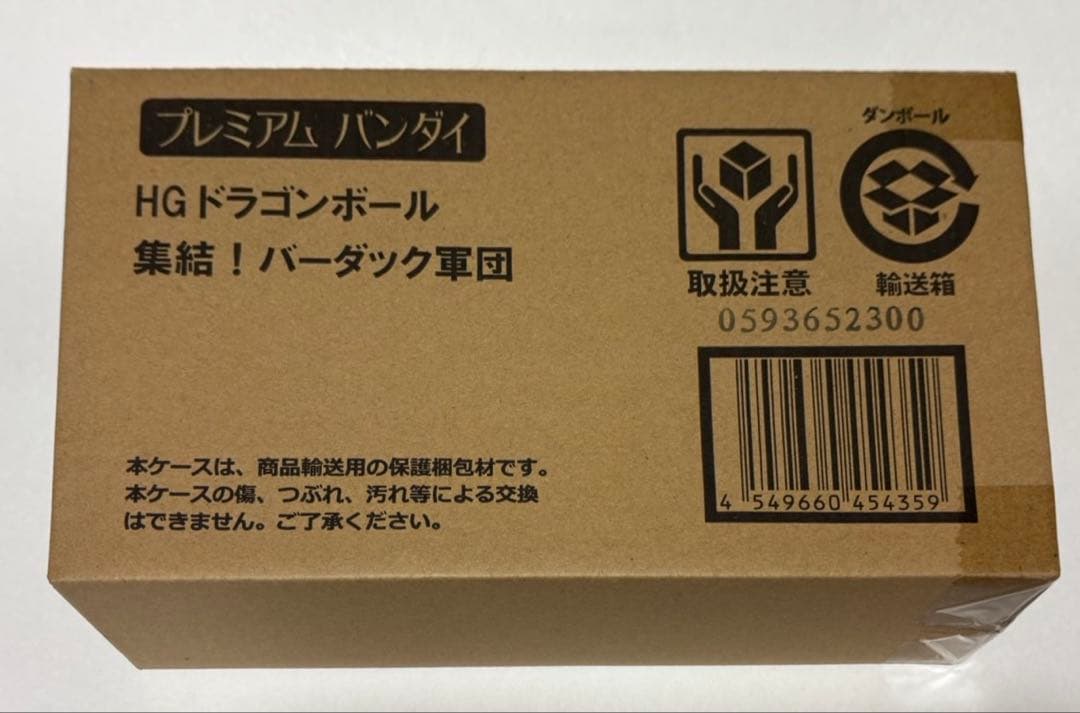 プレミアム バンダイ
HGドラゴンボール
集結！バーダック軍団
ダンボール
取扱注意
輸送箱
0593652300
4 549660 454359
本ケースは、商品輸送用の保護梱包材です。
本ケースの傷、つぶれ、汚れ等による交換
はできません。ご了承ください。